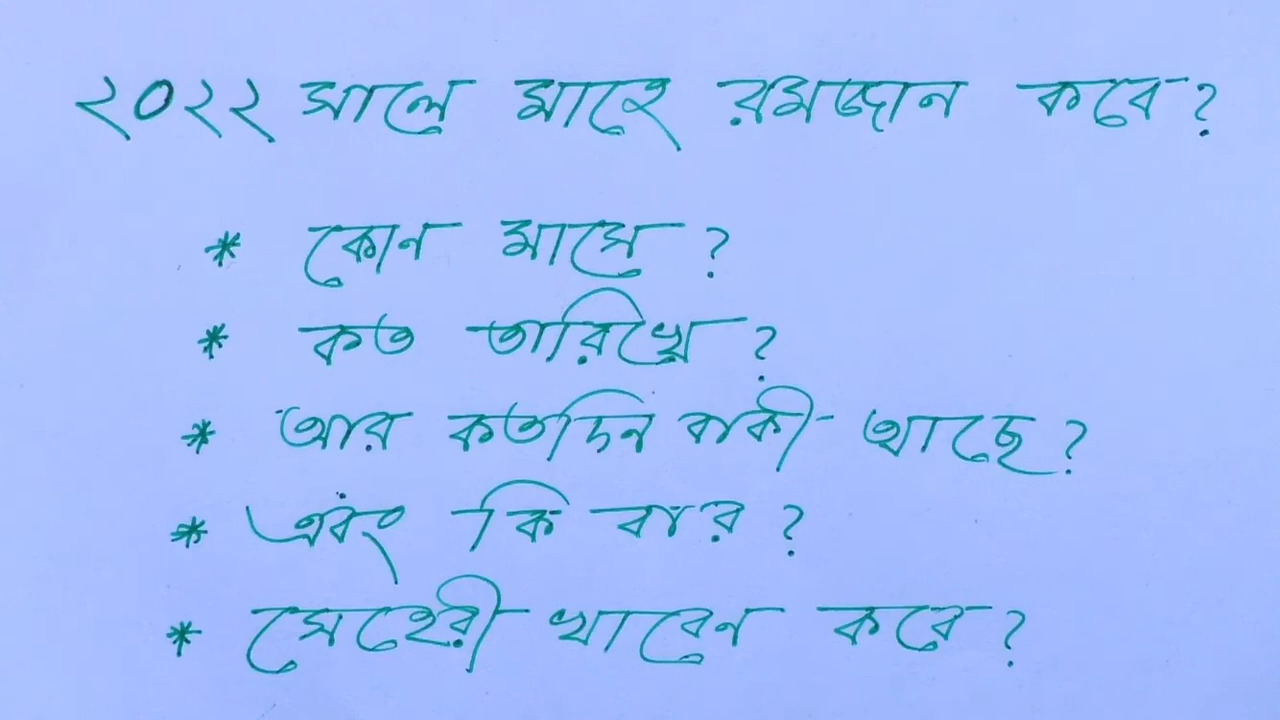 ২০২২ সালে মাহে রমজান কবে?
* কোন মাসে?
* কত তারিখে?
* আর কতদিন বাকী আছে?
* এবং কি বার?
* সেহেরী খাবেন কবে?